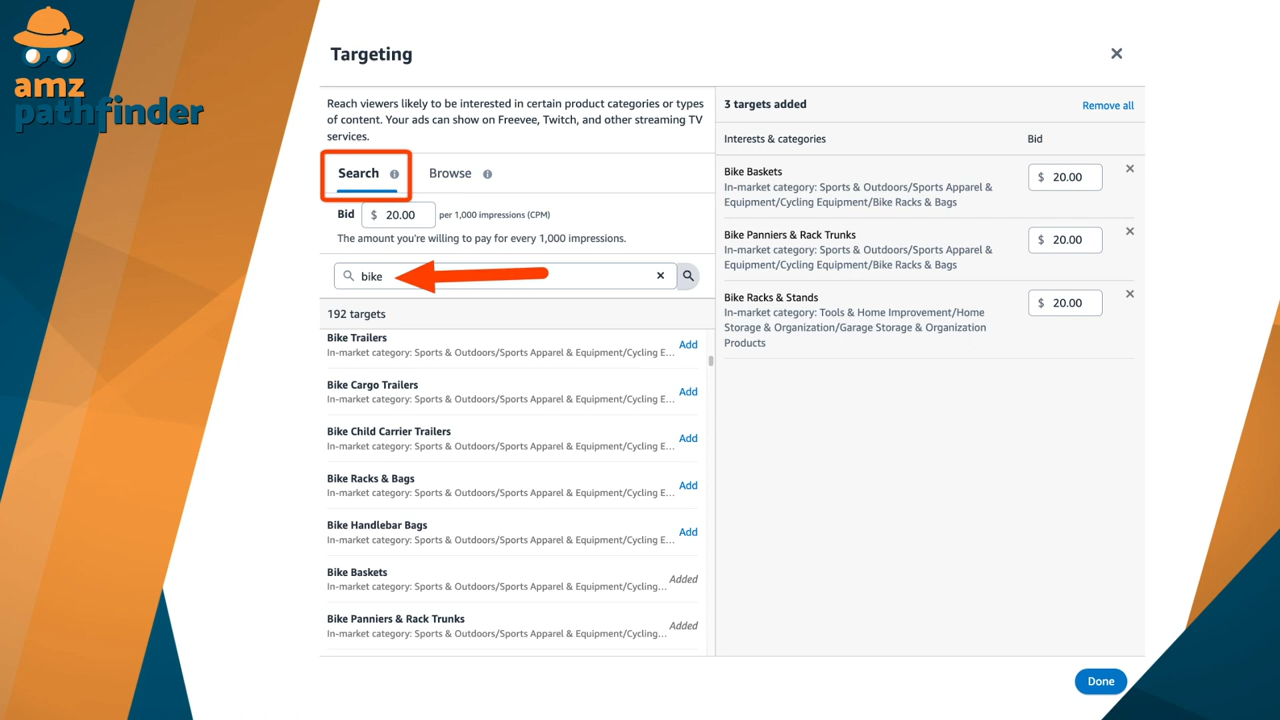 amz
pathfinder
Targeting
Reach viewers likely to be interested in certain product categories or types
of content. Your ads can show on Freevee, Twitch, and other streaming TV
services.
Search
Browse
Bid $ 20.00 per 1,000 impressions (CPM)
The amount you're willing to pay for every 1,000 impressions.
bike
192 targets
Bike Trailers
In-market category: Sports & Outdoors/Sports Apparel & Equipment/Cycling E...
Add
Bike Cargo Trailers
In-market category: Sports & Outdoors/Sports Apparel & Equipment/Cycling E...
Add
Bike Child Carrier Trailers
In-market category: Sports & Outdoors/Sports Apparel & Equipment/Cycling E...
Add
Bike Racks & Bags
In-market category: Sports & Outdoors/Sports Apparel & Equipment/Cycling E...
Add
Bike Handlebar Bags
In-market category: Sports & Outdoors/Sports Apparel & Equipment/Cycling E...
Add
Bike Baskets
In-market category: Sports & Outdoors/Sports Apparel & Equipment/Cycling...
Added
Bike Panniers & Rack Trunks
In-market category: Sports & Outdoors/Sports Apparel & Equipment/Cycling...
Added
3 targets added
Remove all
Interests & categories
Bid
Bike Baskets
In-market category: Sports & Outdoors/Sports Apparel &
Equipment/Cycling Equipment/Bike Racks & Bags
$ 20.00
Bike Panniers & Rack Trunks
In-market category: Sports & Outdoors/Sports Apparel &
Equipment/Cycling Equipment/Bike Racks & Bags
$ 20.00
Bike Racks & Stands
In-market category: Tools & Home Improvement/Home
Storage & Organization/Garage Storage & Organization
Products
$ 20.00
Done